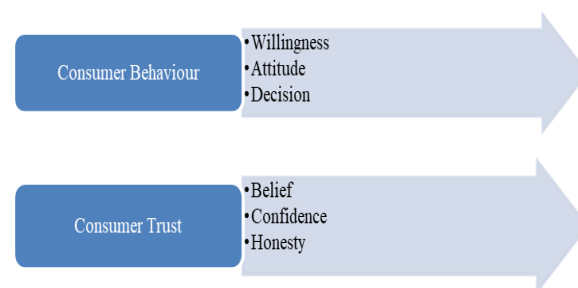 Consumer Behaviour
•Willingness
•Attitude
•Decision
Consumer Trust
•Belief
•Confidence
•Honesty